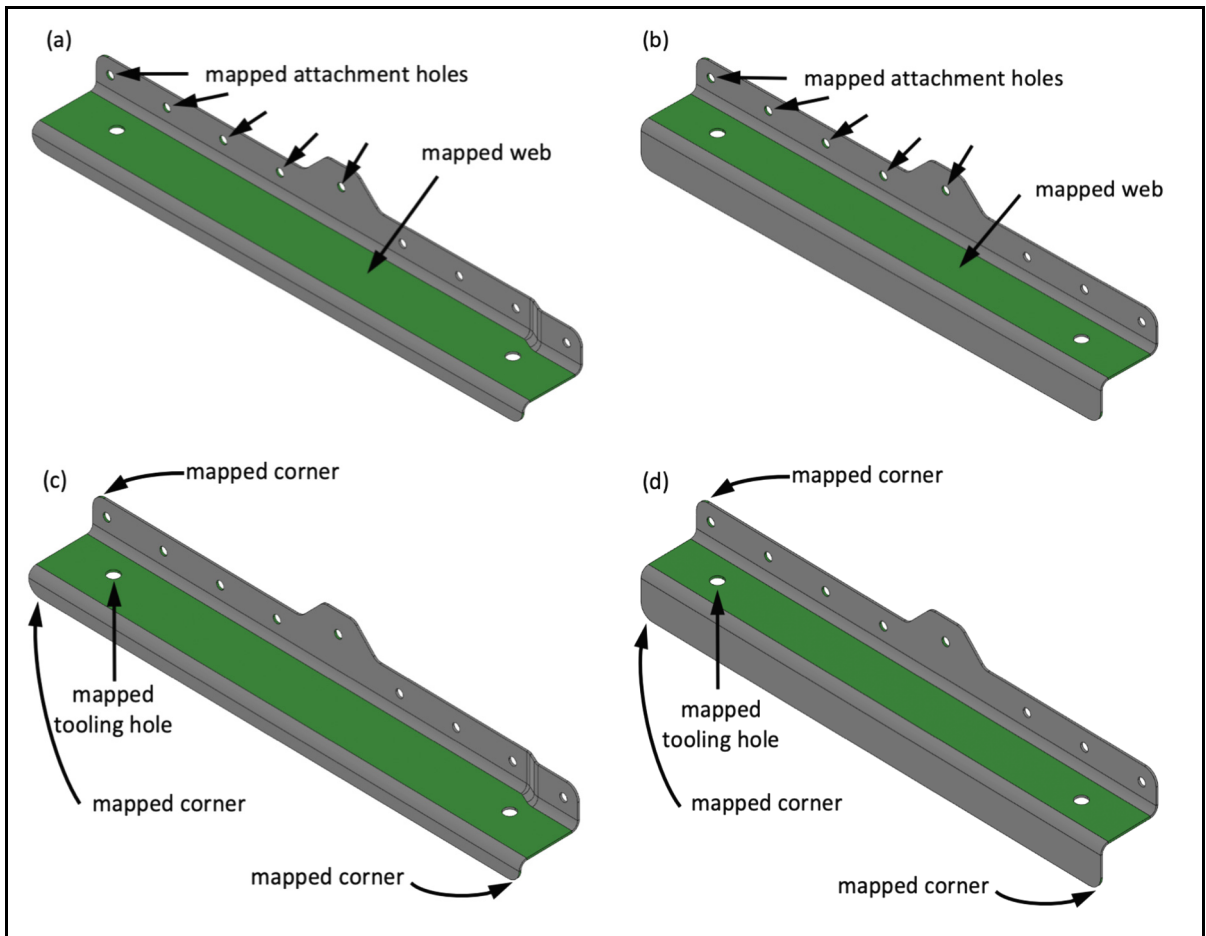 (a)
mapped attachment holes
mapped web
(b)
mapped attachment holes
mapped web
(c)
mapped corner
mapped
tooling hole
mapped corner
mapped corner
(d)
mapped corner
mapped
tooling hole
mapped corner
mapped corner